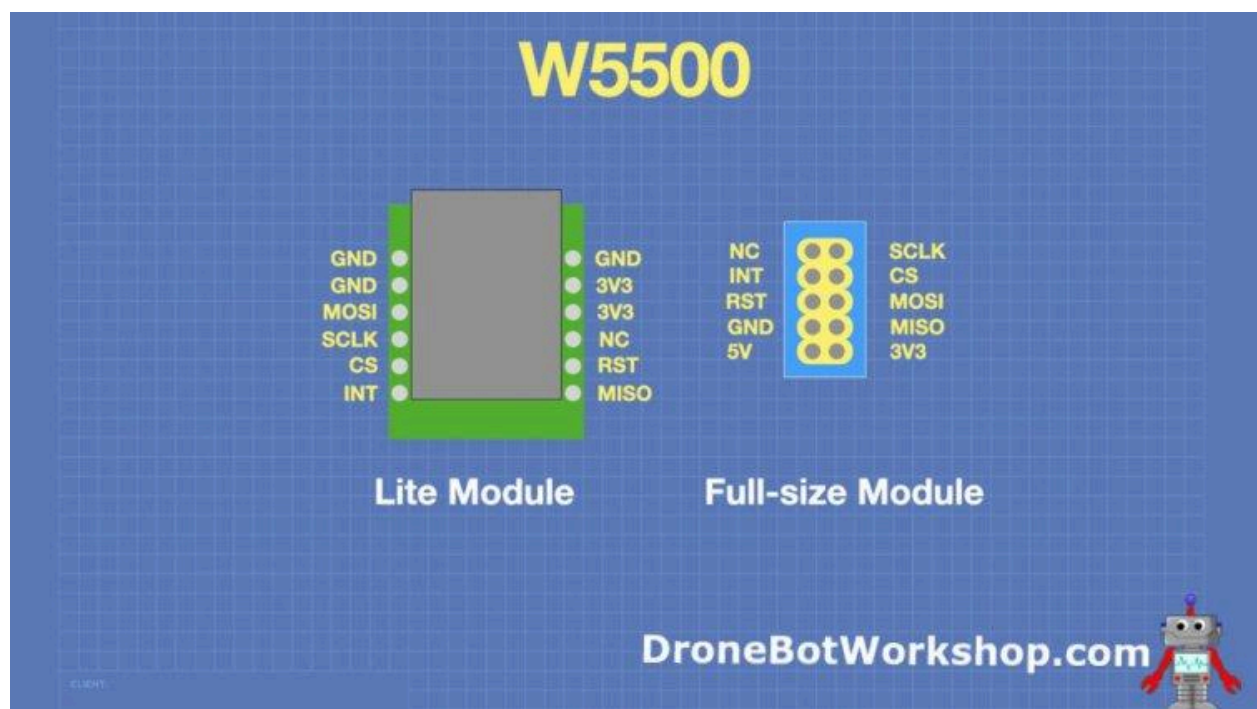 W5500
GND
GND
MOSI
SCLK
CS
INT
GND
3V3
3V3
NC
RST
MISO
Lite Module
NC
INT
RST
GND
5V
SCLK
CS
MOSI
MISO
3V3
Full-size Module
DroneBotWorkshop.com
CLIENT: